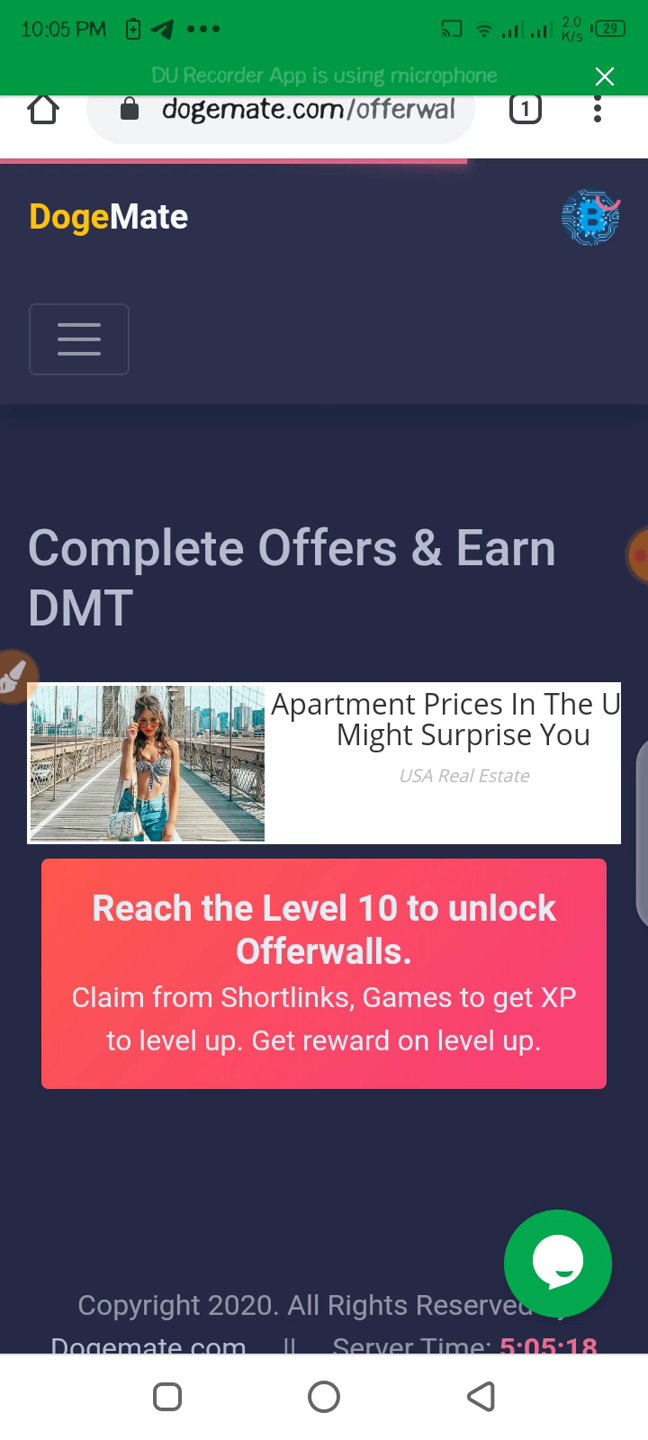 10:05 PM 2.0 K/s 29
DU Recorder App is using microphone
dogemate.com/offerwal 1
DogeMate
Complete Offers & Earn
DMT
Apartment Prices In The U
Might Surprise You
USA Real Estate
Reach the Level 10 to unlock
Offerwalls.
Claim from Shortlinks, Games to get XP
to level up. Get reward on level up.
Copyright 2020. All Rights Reserved
Dogemate.com || Server Time: 5:05:18